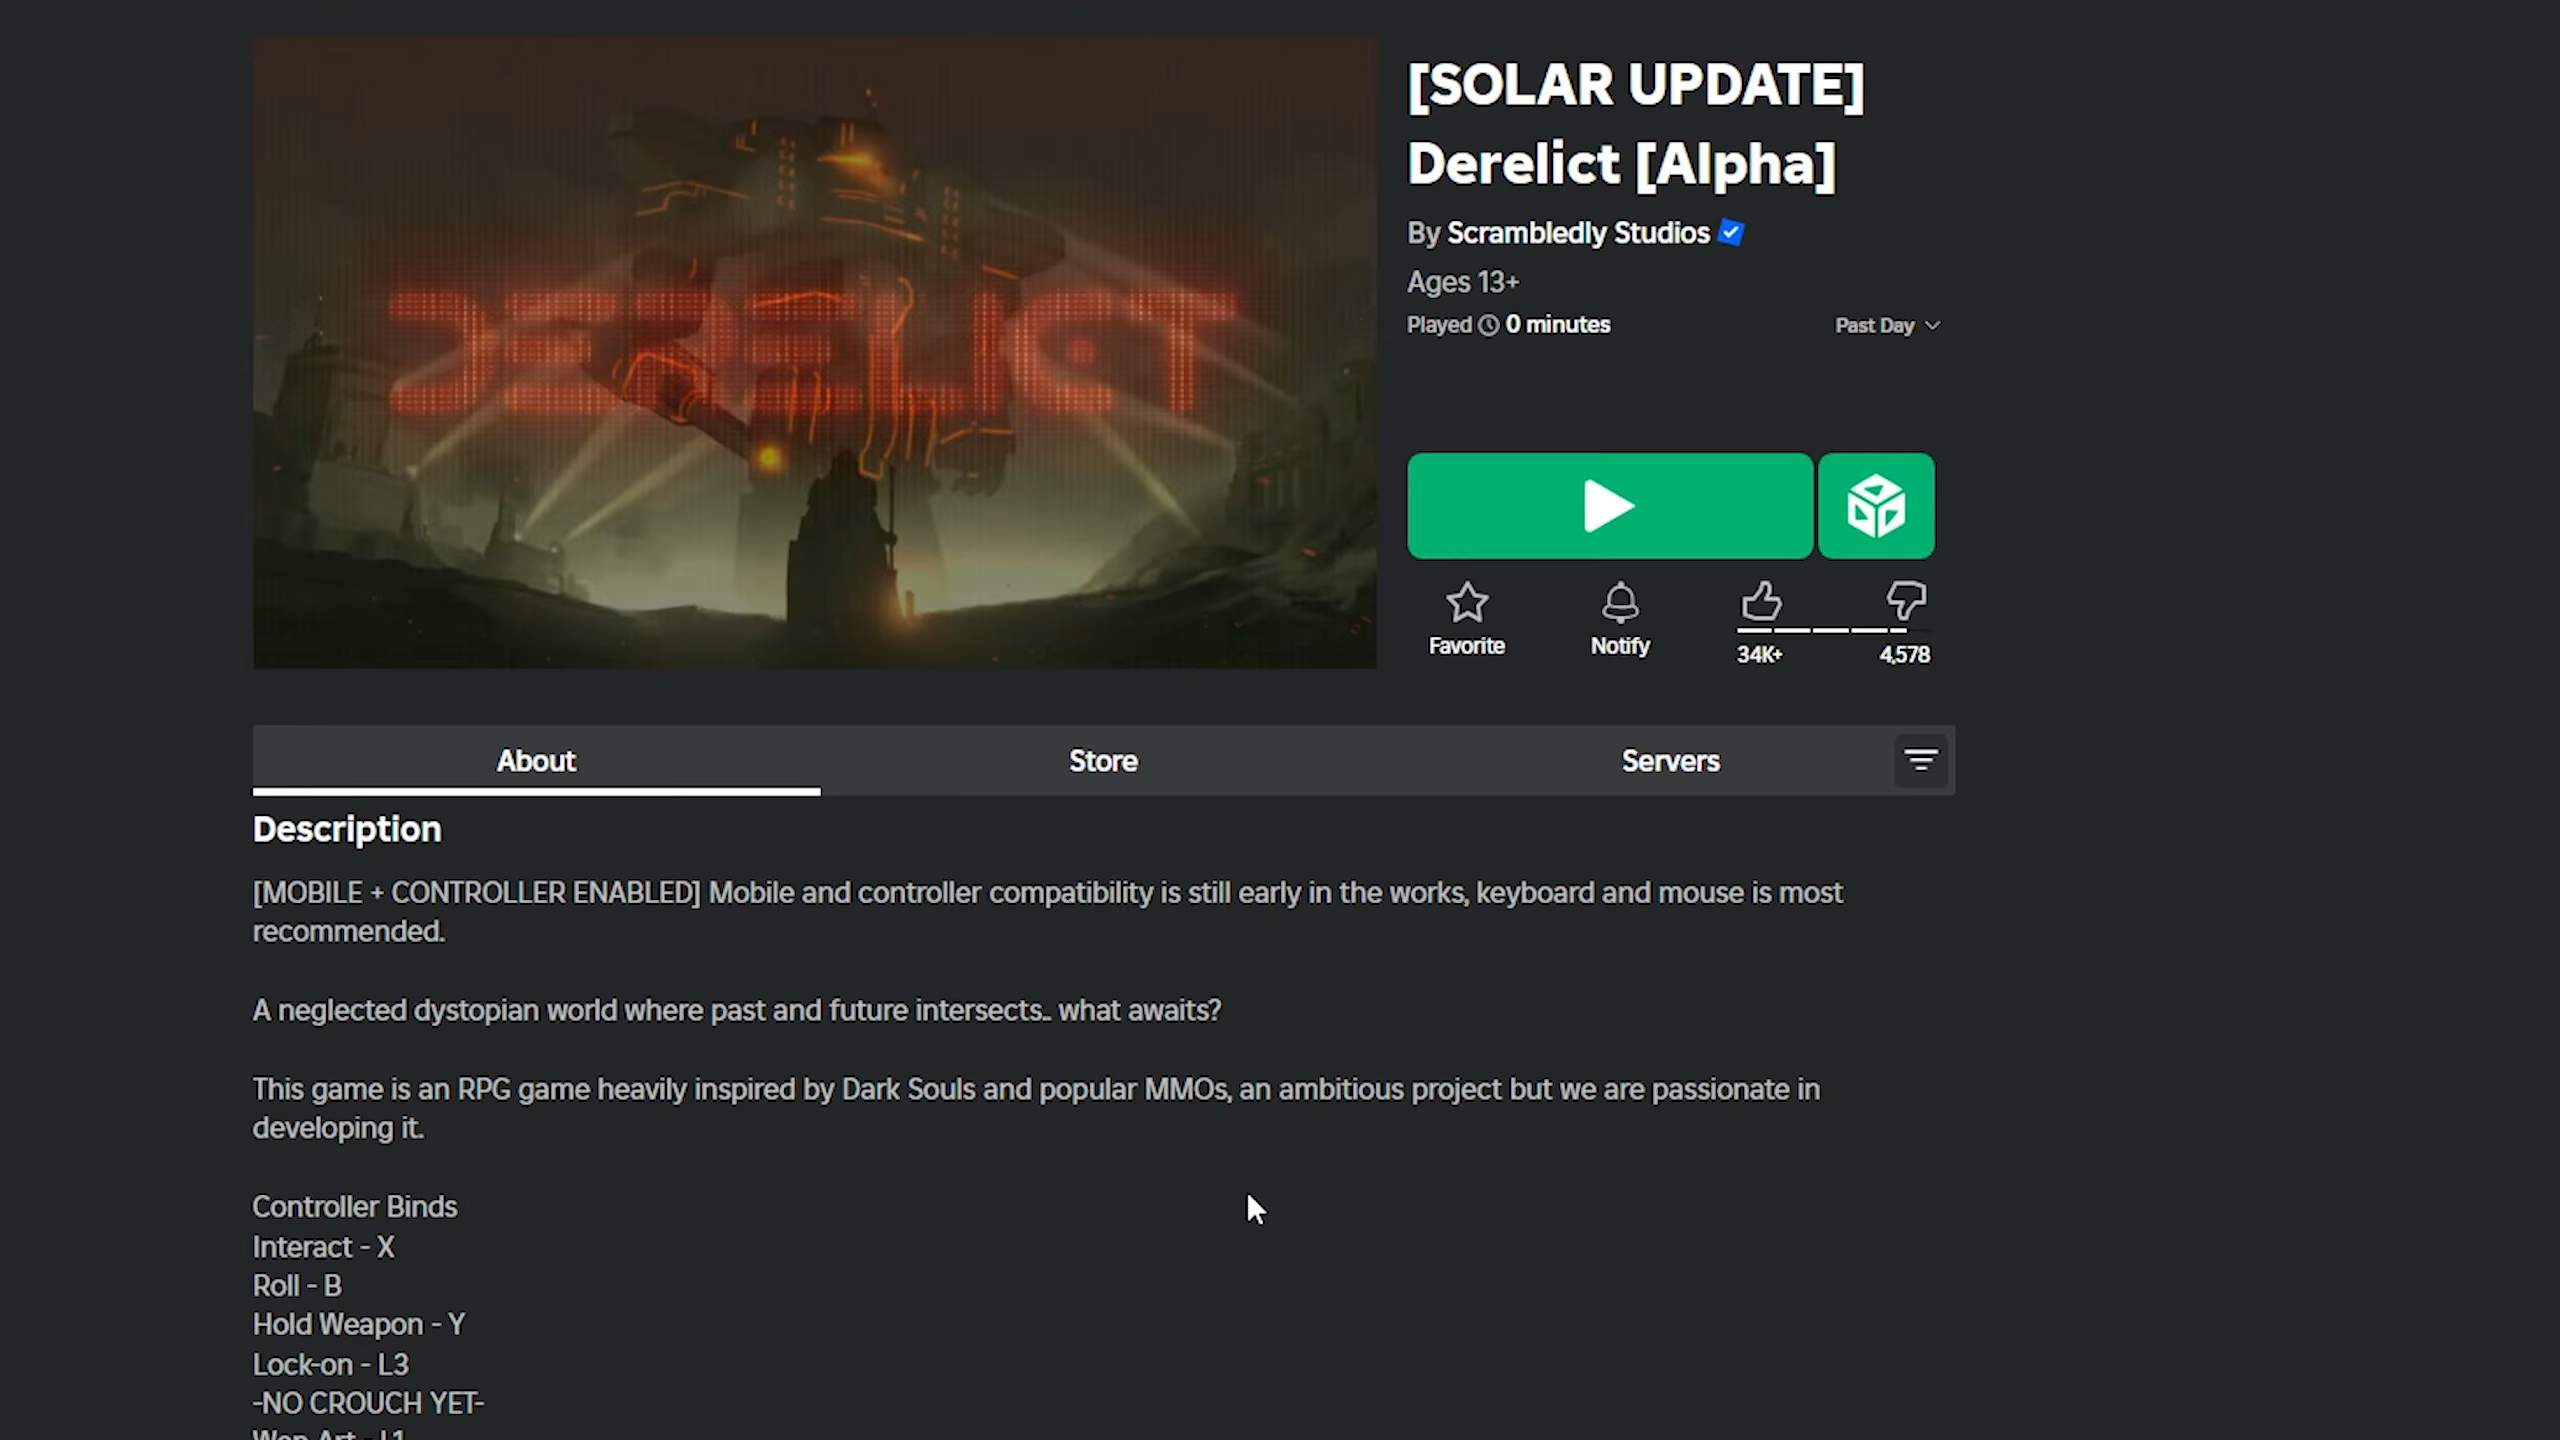 DERELICT
[SOLAR UPDATE]
Derelict [Alpha]
By Scrambledly Studios
Ages 13+
Played 0 minutes
Past Day
Favorite
Notify
34K+
4,578
About
Store
Servers
Description
[MOBILE + CONTROLLER ENABLED] Mobile and controller compatibility is still early in the works, keyboard and mouse is most
recommended.
A neglected dystopian world where past and future intersects.. what awaits?
This game is an RPG game heavily inspired by Dark Souls and popular MMOs, an ambitious project but we are passionate in
developing it.
Controller Binds
Interact - X
Roll - B
Hold Weapon - Y
Lock-on - L3
-NO CROUCH YET-
Wep Art - L1